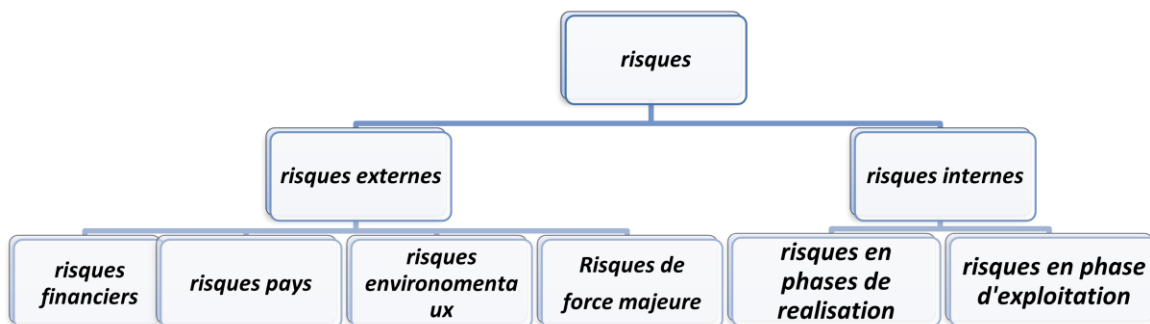 risques
risques externes
risques internes
risques
financiers
risques pays
risques
environomenta
ux
Risques de
force majeure
risques en
phases de
realisation
risques en phase
d'exploitation